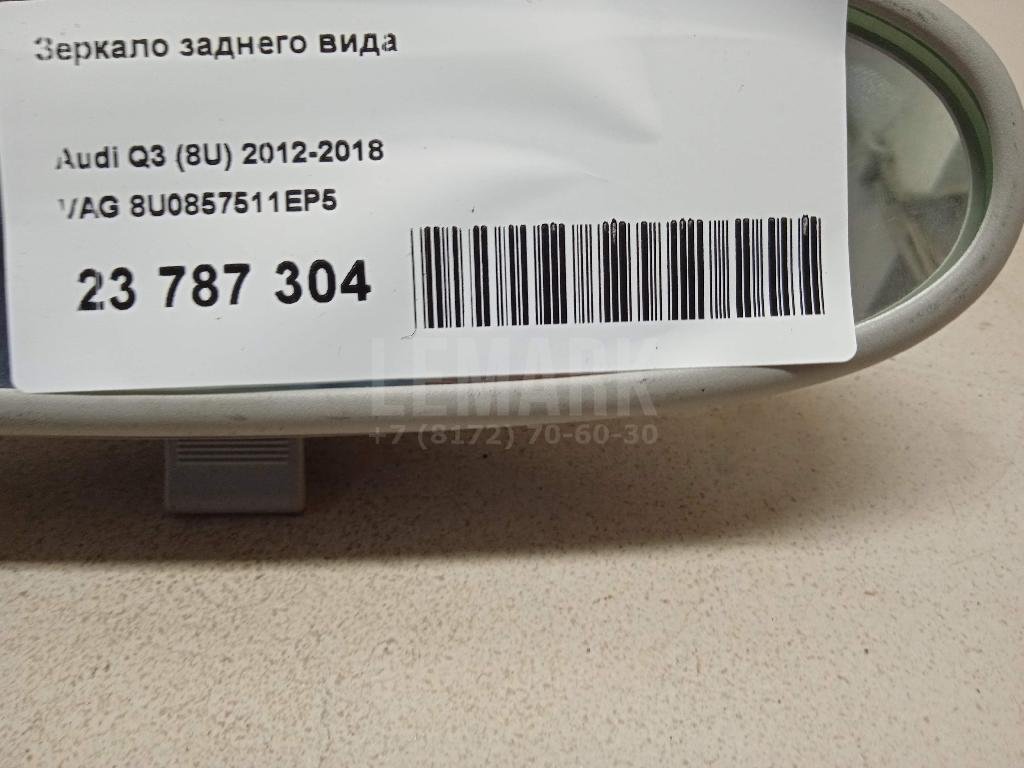 Зеркало заднего вида
Audi Q3 (8U) 2012-2018
VAG 8U0857511EP5
23 787 304
LEMARK
+7 (8172) 70-60-30